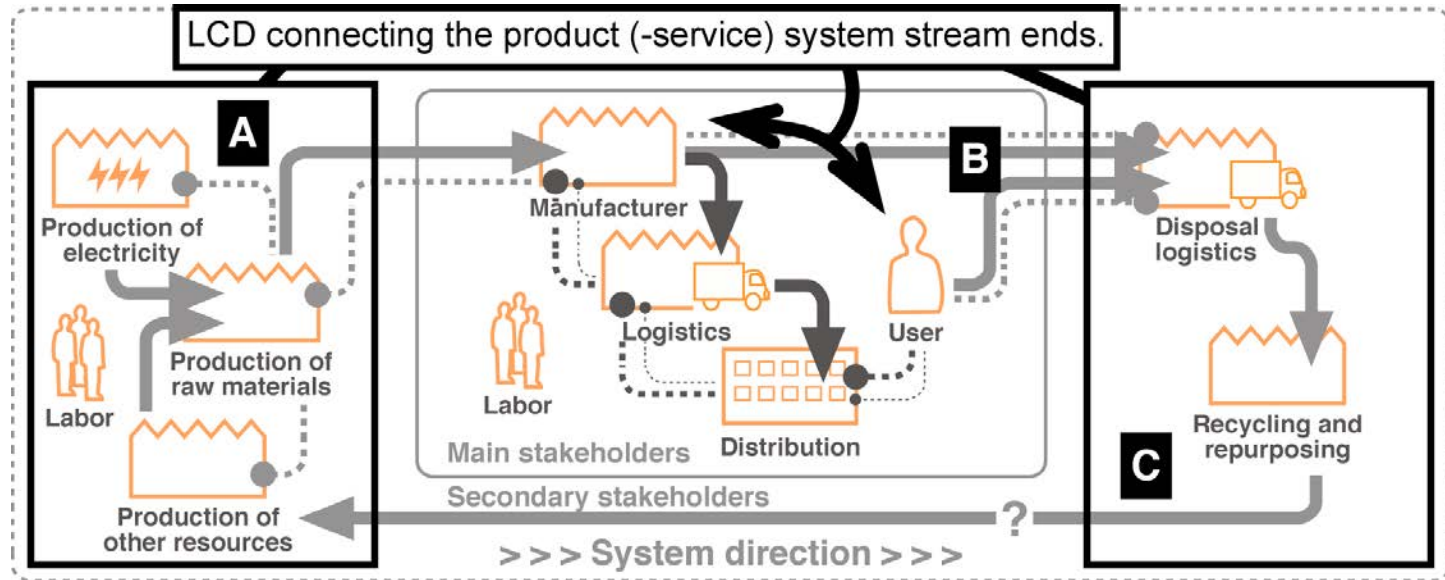 LCD connecting the product (-service) system stream ends.
A
Production of
electricity
Labor
Production of
raw materials
Production of
other resources
Manufacturer
Logistics
Labor
User
Distribution
Main stakeholders
Secondary stakeholders
> > > System direction > > >
B
Disposal
logistics
Recycling and
repurposing
C
?